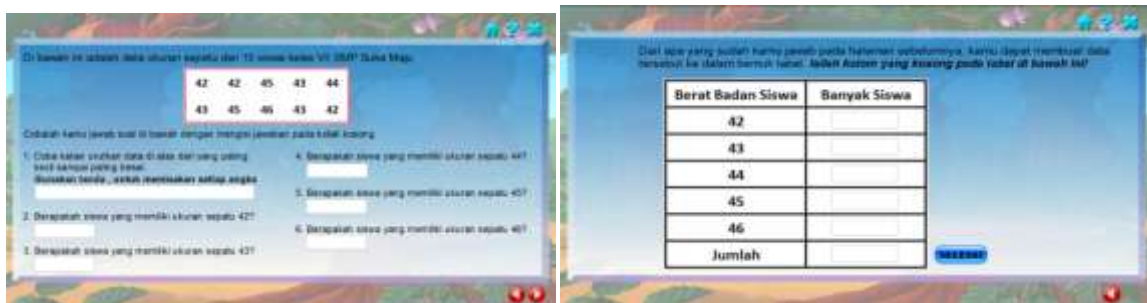 Di bawah ini adalah data ukuran sepatu dari 10 siswa kelas VII SMP Suka Maju
42 42 45 43 44
43 45 46 43 42
Cobalah kamu jawab soal di bawah dengan mengisi jawaban pada kotak kosong
1. Coba kalian urutkan data di atas dari yang paling
kecil sampai paling besar.
Gunakan tanda , untuk memisahkan setiap angka
2. Berapakah siswa yang memiliki ukuran sepatu 42?
3. Berapakah siswa yang memiliki ukuran sepatu 43?
4. Berapakah siswa yang memiliki ukuran sepatu 44?
5. Berapakah siswa yang memiliki ukuran sepatu 45?
6. Berapakah siswa yang memiliki ukuran sepatu 46?
Dari apa yang sudah kamu jawab pada halaman sebelumnya, kamu dapat membuat data
tersebut ke dalam bentuk tabel. Isilah kolom yang kosong pada tabel di bawah ini!
Berat Badan Siswa Banyak Siswa
42
43
44
45
46
Jumlah